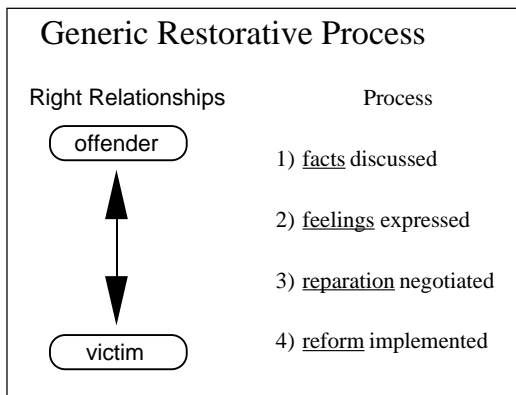 Generic Restorative Process
Right Relationships
offender
victim
Process
1) facts discussed
2) feelings expressed
3) reparation negotiated
4) reform implemented